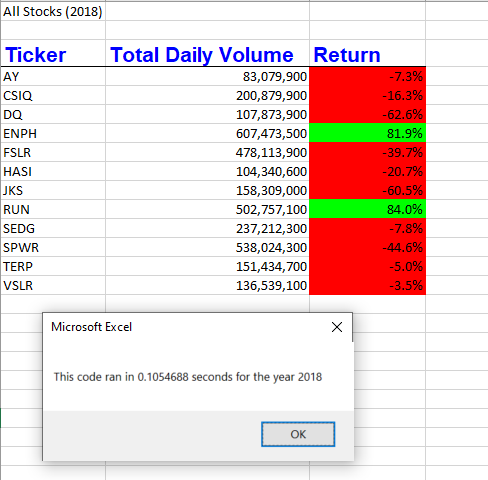 All Stocks (2018)
Ticker Total Daily Volume Return
AY 83,079,900 -7.3%
CSIQ 200,879,900 -16.3%
DQ 107,873,900 -62.6%
ENPH 607,473,500 81.9%
FSLR 478,113,900 -39.7%
HASI 104,340,600 -20.7%
JKS 158,309,000 -60.5%
RUN 502,757,100 84.0%
SEDG 237,212,300 -7.8%
SPWR 538,024,300 -44.6%
TERP 151,434,700 -5.0%
VSLR 136,539,100 -3.5%
Microsoft Excel
This code ran in 0.1054688 seconds for the year 2018
OK